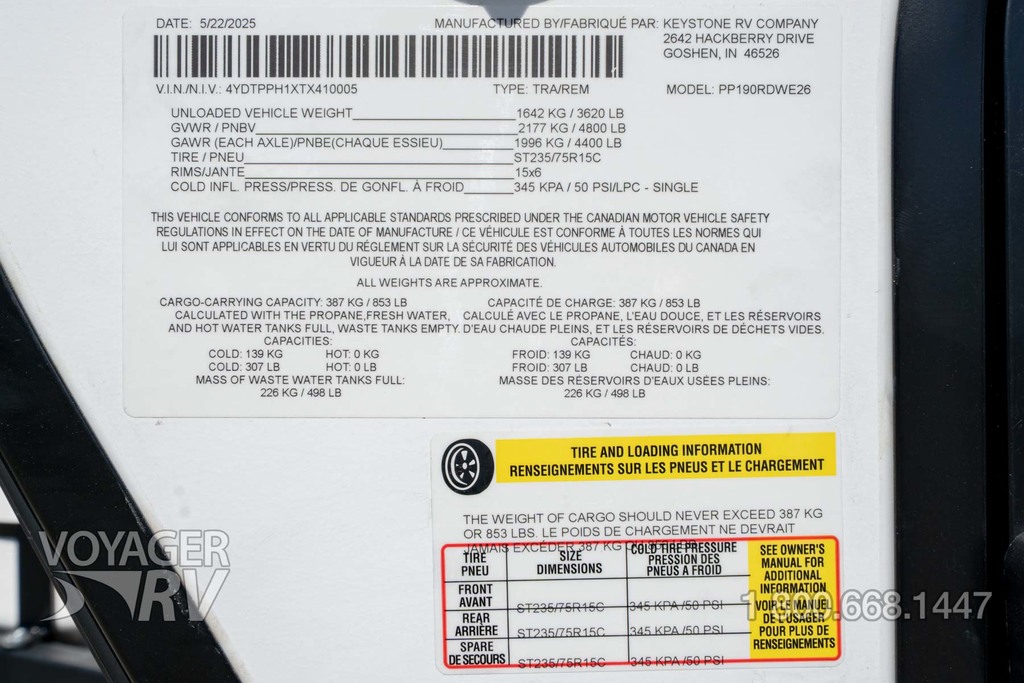 DATE: 5/22/2025 MANUFACTURED BY/FABRIQUÉ PAR: KEYSTONE RV COMPANY
2642 HACKBERRY DRIVE
GOSHEN, IN 46526
V.I.N./N.I.V.: 4YDTPPH1XTX410005 TYPE: TRA/REM MODEL: PP190RDWE26
UNLOADED VEHICLE WEIGHT 1642 KG / 3620 LB
GVWR / PNBV 2177 KG / 4800 LB
GAWR (EACH AXLE)/PNBE(CHAQUE ESSIEU) 1996 KG / 4400 LB
TIRE / PNEU ST235/75R15C
RIMS/JANTE 15x6
COLD INFL. PRESS/PRESS. DE GONFL. À FROID 345 KPA / 50 PSI/LPC - SINGLE
THIS VEHICLE CONFORMS TO ALL APPLICABLE STANDARDS PRESCRIBED UNDER THE CANADIAN MOTOR VEHICLE SAFETY
REGULATIONS IN EFFECT ON THE DATE OF MANUFACTURE / CE VÉHICULE EST CONFORME À TOUTES LES NORMES QUI
LUI SONT APPLICABLES EN VERTU DU RÉGLEMENT SUR LA SÉCURITÉ DES VÉHICULES AUTOMOBILES DU CANADA EN
VIGUEUR À LA DATE DE SA FABRICATION.
ALL WEIGHTS ARE APPROXIMATE.
CARGO-CARRYING CAPACITY: 387 KG / 853 LB CAPACITÉ DE CHARGE: 387 KG / 853 LB
CALCULATED WITH THE PROPANE,FRESH WATER, CALCULÉ AVEC LE PROPANE, L'EAU DOUCE, ET LES RÉSERVOIRS
AND HOT WATER TANKS FULL, WASTE TANKS EMPTY. D'EAU CHAUDE PLEINS, ET LES RÉSERVOIRS DE DÉCHETS VIDES.
CAPACITIES: CAPACITÉS:
COLD: 139 KG HOT: 0 KG FROID: 139 KG CHAUD: 0 KG
COLD: 307 LB HOT: 0 LB FROID: 307 LB CHAUD: 0 LB
MASS OF WASTE WATER TANKS FULL: MASSE DES RÉSERVOIRS D'EAUX USÉES PLEINS:
226 KG / 498 LB 226 KG / 498 LB
TIRE AND LOADING INFORMATION
RENSEIGNEMENTS SUR LES PNEUS ET LE CHARGEMENT
THE WEIGHT OF CARGO SHOULD NEVER EXCEED 387 KG
OR 853 LBS. LE POIDS DE CHARGEMENT NE DEVRAIT
JAMAIS EXCÉDER 387 KG
TIRE
PNEU
SIZE
DIMENSIONS
COLD TIRE PRESSURE
PRESSION DES
PNEUS A FROID
SEE OWNER'S
MANUAL FOR
ADDITIONAL
INFORMATION
VOIR LE MANUEL
DE L'USAGER
POUR PLUS DE
RENSEIGNEMENTS
FRONT
AVANT
ST235/75R15C 345 KPA /50 PSI
REAR
ARRIÈRE
ST235/75R15C 345 KPA /50 PSI
SPARE
DE SECOURS
ST235/75R15C 345 KPA /50 PSI
VOYAGER
RV
1.800.668.1447